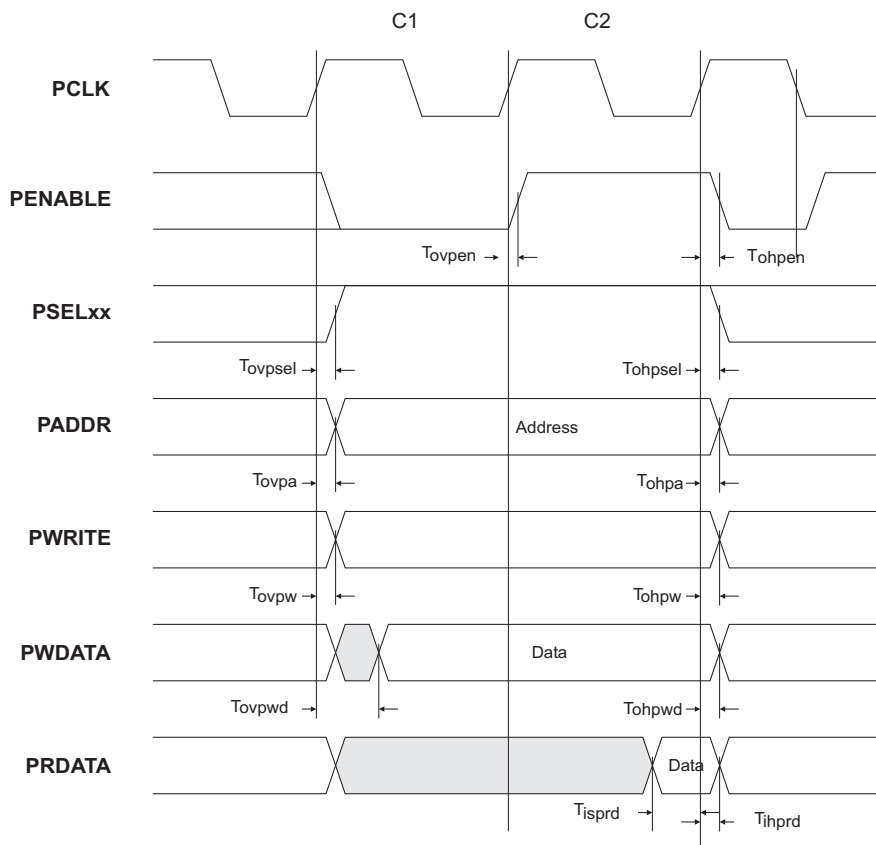 C1 C2
PCLK
PENABLE
Tovpen Tohpen
PSELxx
Tovpsel Tohpsel
PADDR Address
Tovpa Tohpa
PWRITE
Tovpw Tohpw
PWDATA Data
Tovpwd Tohpwd
PRDATA Data
Tisprd Tihprd